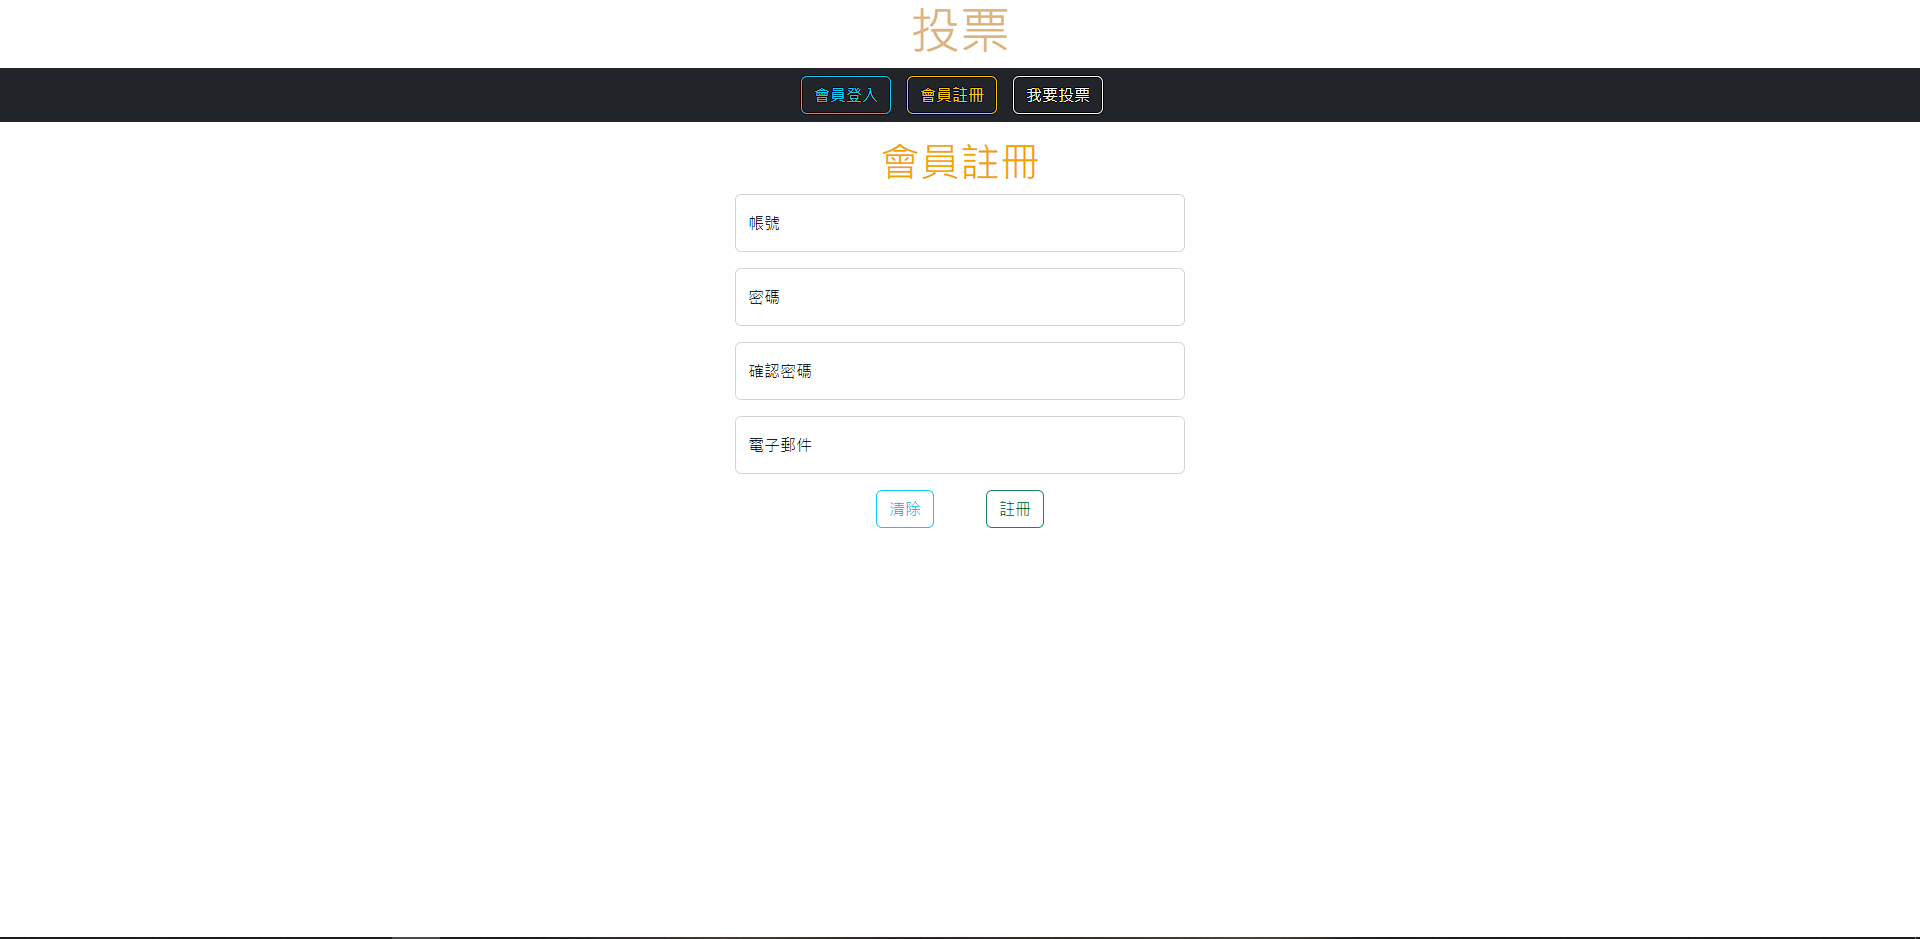 投票
會員登入 會員註冊 我要投票
會員註冊
帳號
密碼
確認密碼
電子郵件
清除 註冊